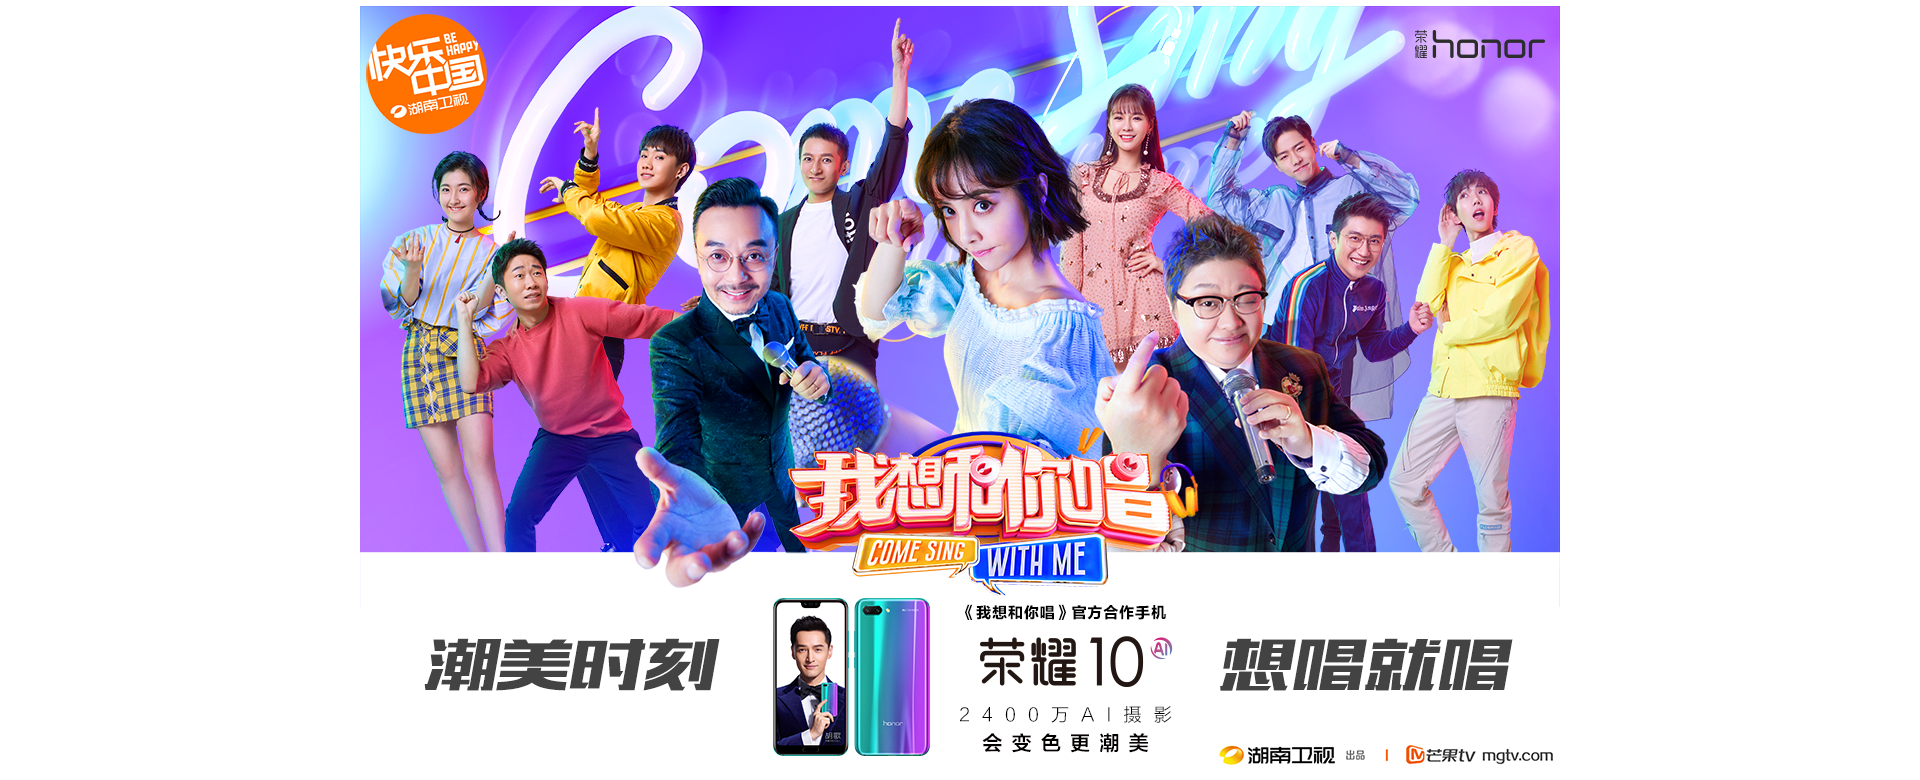 快乐
中国
BE
HAPPY
湖南卫视
Come Sing
荣耀 honor
我想和你唱
COME SING
WITH ME
《我想和你唱》官方合作手机
荣耀10 AI
2400万AI摄影
会变色更潮美
潮美时刻
想唱就唱
胡歌
honor
湖南卫视 出品 | 芒果tv mgtv.com